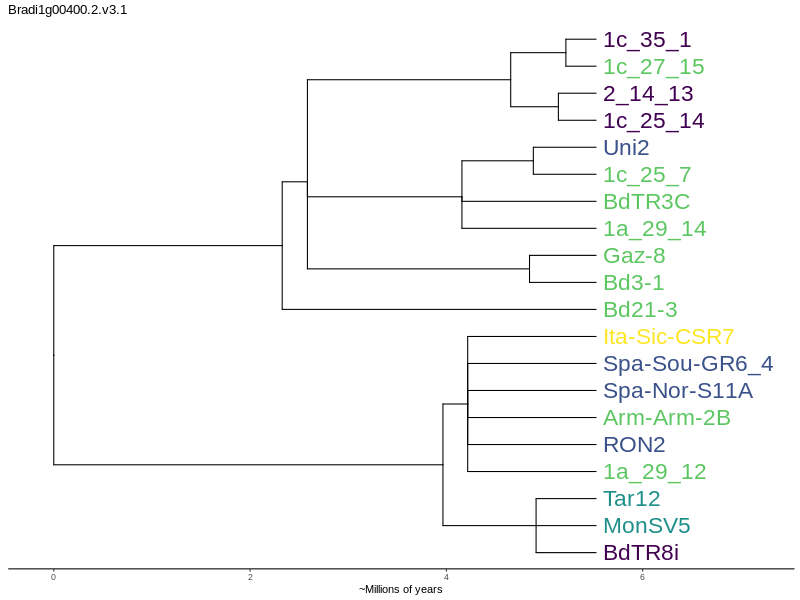 Bradi1g00400.2.v3.1
1c_35_1
1c_27_15
2_14_13
1c_25_14
Uni2
1c_25_7
BdTR3C
1a_29_14
Gaz-8
Bd3-1
Bd21-3
Ita-Sic-CSR7
Spa-Sou-GR6_4
Spa-Nor-S11A
Arm-Arm-2B
RON2
1a_29_12
Tar12
MonSV5
BdTR8i
0 2 4 6
~Millions of years